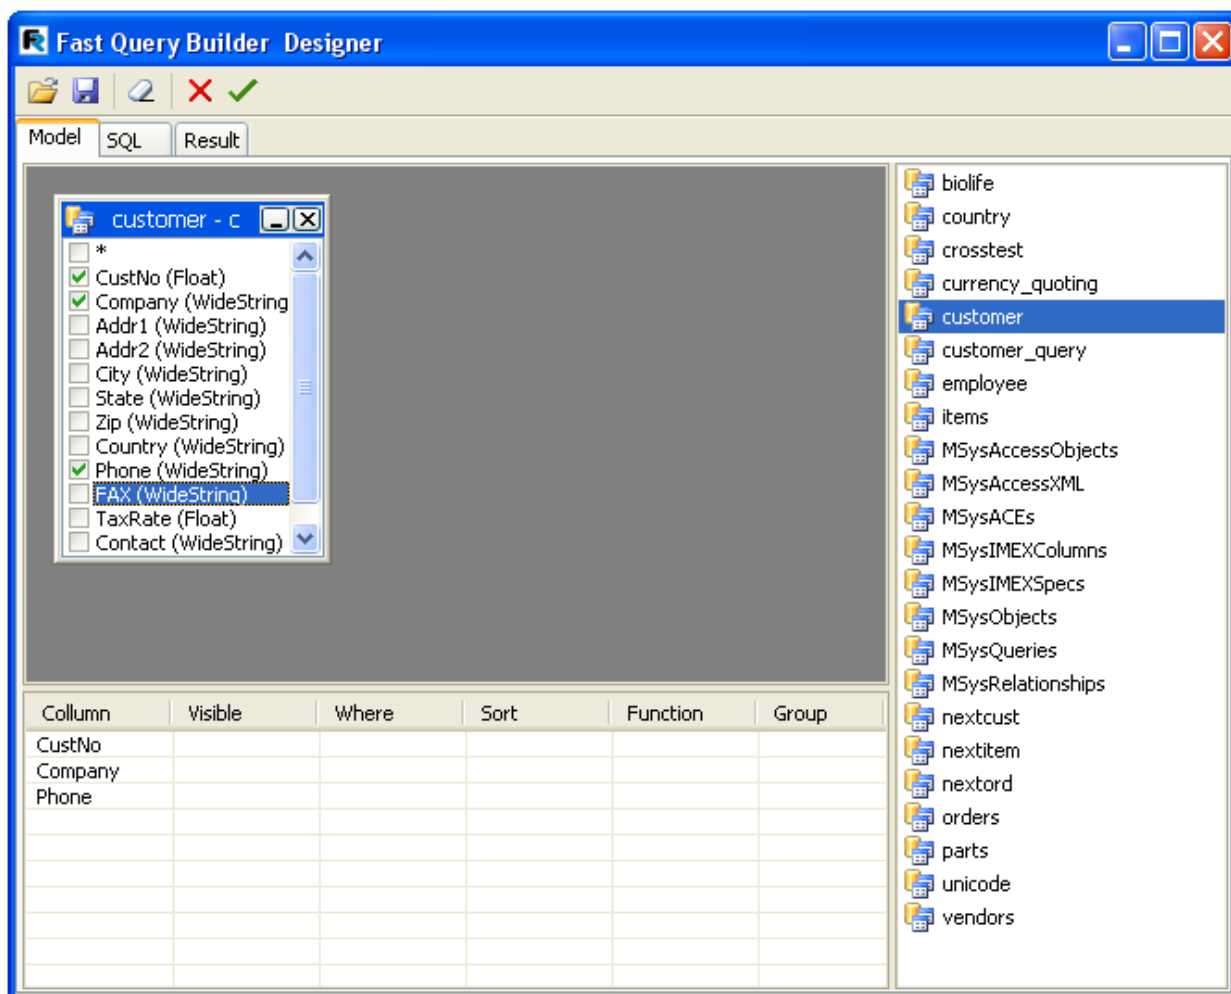 Fast Query Builder  Designer
Model SQL Result
customer - c
*
CustNo (Float)
Company (WideString
Addr1 (WideString)
Addr2 (WideString)
City (WideString)
State (WideString)
Zip (WideString)
Country (WideString)
Phone (WideString)
FAX (WideString)
TaxRate (Float)
Contact (WideString)
Collumn Visible Where Sort Function Group
CustNo
Company
Phone
biolife
country
crosstest
currency_quoting
customer
customer_query
employee
items
MSysAccessObjects
MSysAccessXML
MSysACEs
MSysIMEXColumns
MSysIMEXSpecs
MSysObjects
MSysQueries
MSysRelationships
nextcust
nextitem
nextord
orders
parts
unicode
vendors